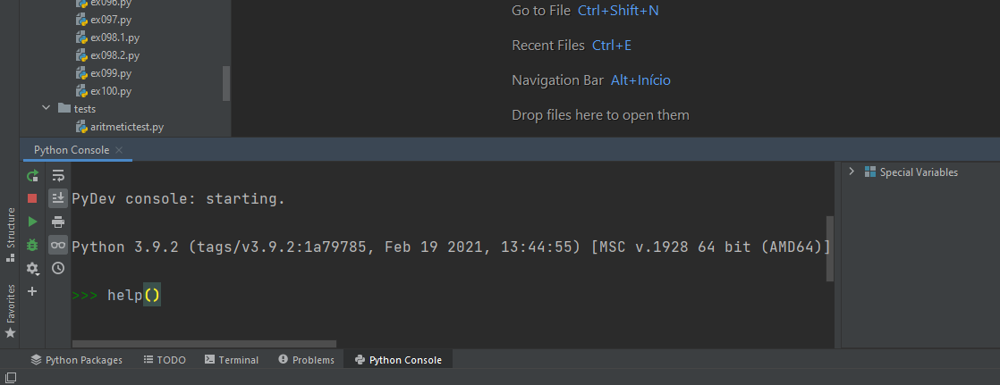 ex096.py
ex097.py
ex098.1.py
ex098.2.py
ex099.py
ex100.py
tests
aritmetictest.py
Go to File Ctrl+Shift+N
Recent Files Ctrl+E
Navigation Bar Alt+Início
Drop files here to open them
Python Console
Structure
Favorites
PyDev console: starting.
Python 3.9.2 (tags/v3.9.2:1a79785, Feb 19 2021, 13:44:55) [MSC v.1928 64 bit (AMD64)]
>>> help()
Special Variables
Python Packages
TODO
Terminal
Problems
Python Console